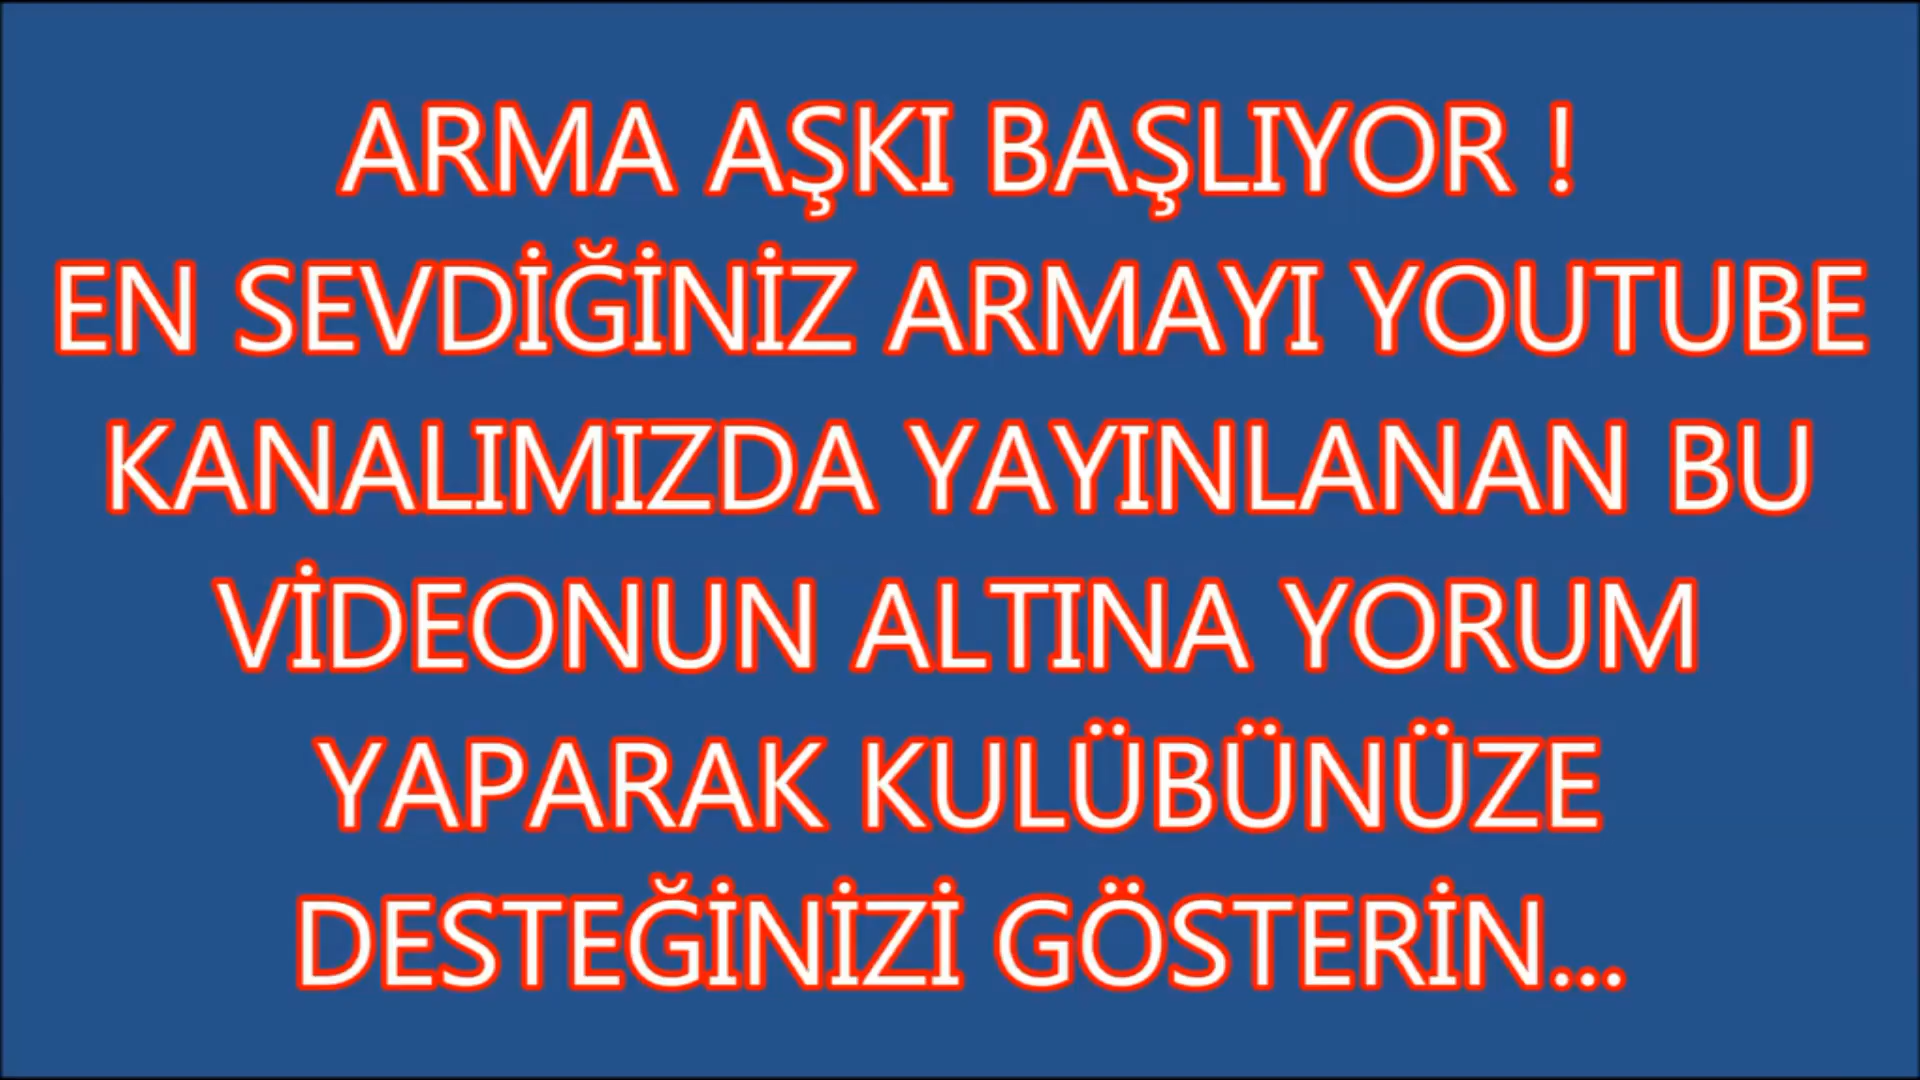 ARMA AŞKI BAŞLIYOR !
EN SEVDİĞİNİZ ARMAYI YOUTUBE
KANALIMIZDA YAYINLANAN BU
VİDEONUN ALTINA YORUM
YAPARAK KULÜBÜNÜZE
DESTEĞİNİZİ GÖSTERİN...